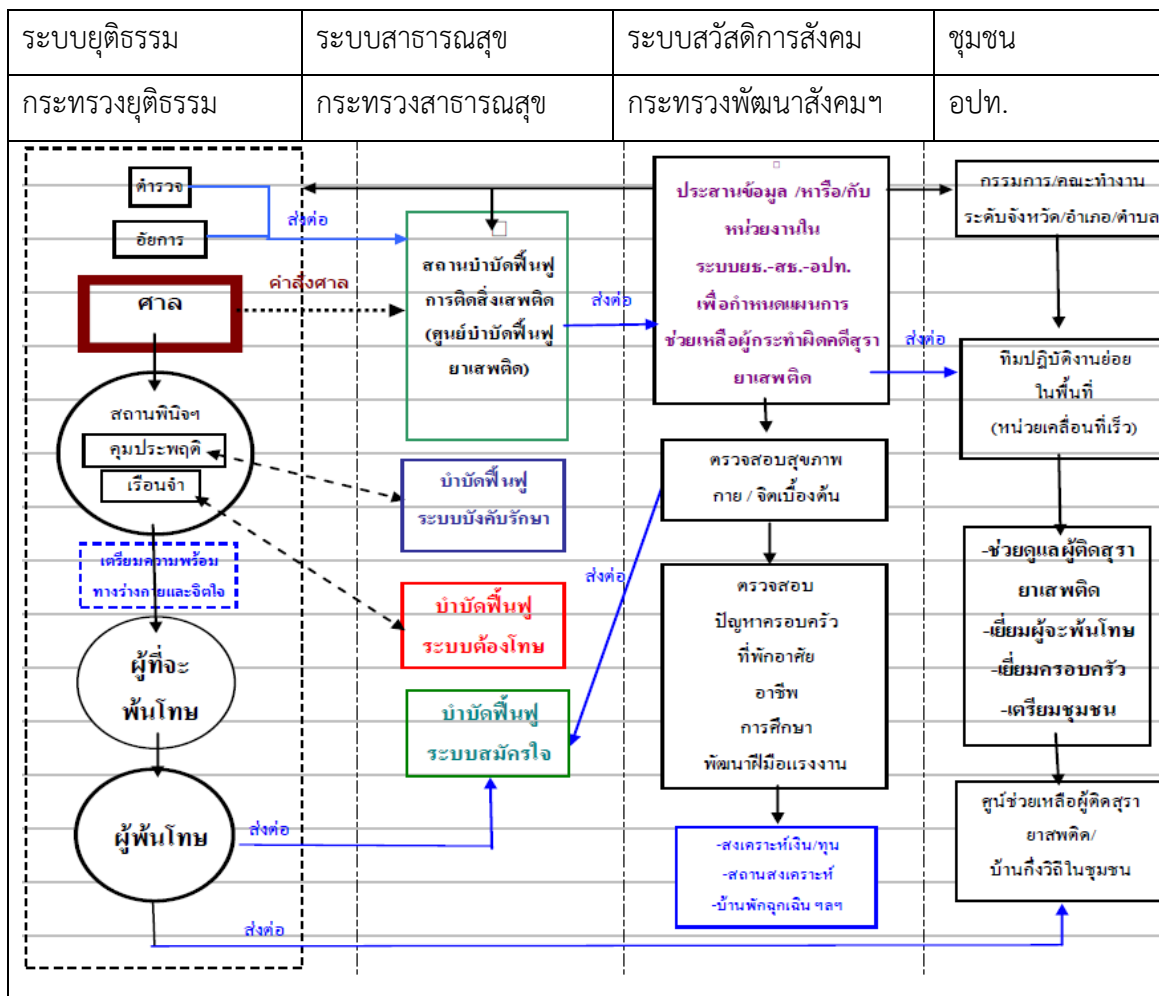 ระบบยุติธรรม
ระบบสาธารณสุข
ระบบสวัสดิการสังคม
ชุมชน
กระทรวงยุติธรรม
กระทรวงสาธารณสุข
กระทรวงพัฒนาสังคมฯ
อปท.
ตำรวจ
อัยการ
ส่งต่อ
ศาล
คำสั่งศาล
สถานพินิจฯ
คุมประพฤติ
เรือนจำ
เตรียมความพร้อม
ทางร่างกายและจิตใจ
ผู้ที่จะ
พ้นโทษ
ผู้พ้นโทษ
ส่งต่อ
ส่งต่อ
สถานบำบัดฟื้นฟู
การติดสิ่งเสพติด
(ศูนย์บำบัดฟื้นฟู
ยาเสพติด)
ส่งต่อ
บำบัดฟื้นฟู
ระบบบังคับรักษา
บำบัดฟื้นฟู
ระบบต้องโทษ
บำบัดฟื้นฟู
ระบบสมัครใจ
ส่งต่อ
ประสานข้อมูล /หารือ/กับ
หน่วยงานใน
ระบบยธ.-สธ.-อปท.
เพื่อกำหนดแผนการ
ช่วยเหลือผู้กระทำผิดคดีสุรา
ยาเสพติด
ส่งต่อ
ตรวจสอบสุขภาพ
กาย / จิตเบื้องต้น
ตรวจสอบ
ปัญหาครอบครัว
ที่พักอาศัย
อาชีพ
การศึกษา
พัฒนาฝีมือแรงงาน
-สงเคราะห์เงิน/ทุน
-สถานสงเคราะห์
-บ้านพักฉุกเฉิน ฯลฯ
กรรมการ/คณะทำงาน
ระดับจังหวัด/อำเภอ/ตำบล
ทีมปฏิบัติงานย่อย
ในพื้นที่
(หน่วยเคลื่อนที่เร็ว)
-ช่วยดูแลผู้ติดสุรา
ยาเสพติด
-เยี่ยมผู้จะพ้นโทษ
-เยี่ยมครอบครัว
-เตรียมชุมชน
ศูน์ช่วยเหลือผู้ติดสุรา
ยาสพติด/
บ้านกึ่งวิถีในชุมชน